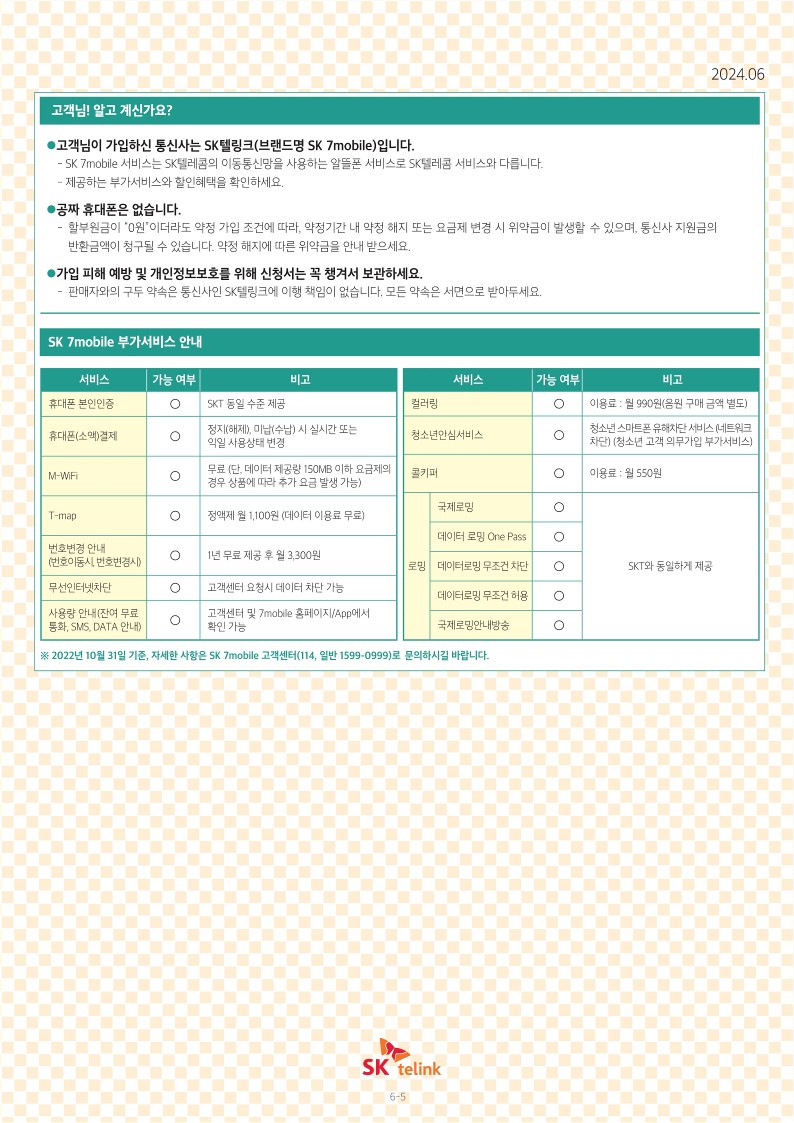 2024.06
고객님! 알고 계신가요?
●고객님이 가입하신 통신사는 SK텔링크(브랜드명 SK 7mobile)입니다.
- SK 7mobile 서비스는 SK텔레콤의 이동통신망을 사용하는 알뜰폰 서비스로 SK텔레콤 서비스와 다릅니다.
- 제공하는 부가서비스와 할인혜택을 확인하세요.
●공짜 휴대폰은 없습니다.
- 할부원금이 "0원"이더라도 약정 가입 조건에 따라, 약정기간 내 약정 해지 또는 요금제 변경 시 위약금이 발생할 수 있으며, 통신사 지원금의
반환금액이 청구될 수 있습니다. 약정 해지에 따른 위약금을 안내 받으세요.
●가입 피해 예방 및 개인정보보호를 위해 신청서는 꼭 챙겨서 보관하세요.
- 판매자와의 구두 약속은 통신사인 SK텔링크에 이행 책임이 없습니다. 모든 약속은 서면으로 받아두세요.
SK 7mobile 부가서비스 안내
서비스 가능 여부 비고
휴대폰 본인인증 ○ SKT 동일 수준 제공
휴대폰(소액)결제 ○ 정지(해제), 미납(수납) 시 실시간 또는
익일 사용상태 변경
M-WiFi ○ 무료 (단, 데이터 제공량 150MB 이하 요금제의
경우 상품에 따라 추가 요금 발생 가능)
T-map ○ 정액제 월 1,100원 (데이터 이용료 무료)
번호변경 안내
(번호이동시, 번호변경시) ○ 1년 무료 제공 후 월 3,300원
무선인터넷차단 ○ 고객센터 요청시 데이터 차단 가능
사용량 안내(잔여 무료 ○ 고객센터 및 7mobile 홈페이지/App에서
통화, SMS, DATA 안내) 확인 가능
서비스 가능 여부 비고
컬러링 ○ 이용료 : 월 990원(음원 구매 금액 별도)
청소년안심서비스 ○ 청소년 스마트폰 유해차단 서비스 (네트워크
차단) (청소년 고객 의무가입 부가서비스)
콜키퍼 ○ 이용료 : 월 550원
로밍
국제로밍 ○
데이터 로밍 One Pass ○
데이터로밍 무조건 차단 ○ SKT와 동일하게 제공
데이터로밍 무조건 허용 ○
국제로밍안내방송 ○
※ 2022년 10월 31일 기준, 자세한 사항은 SK 7mobile 고객센터(114, 일반 1599-0999)로 문의하시길 바랍니다.
SK telink
6-5